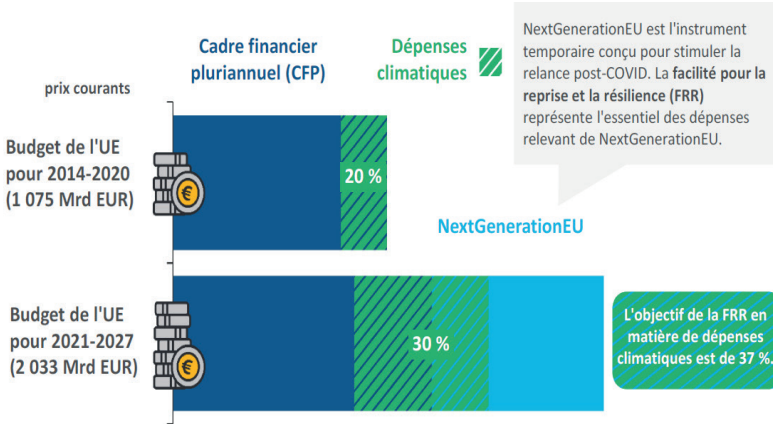 Cadre financier
pluriannuel (CFP)
Dépenses
climatiques
NextGenerationEU est l'instrument
temporaire conçu pour stimuler la
relance post-COVID. La facilité pour la
reprise et la résilience (FRR)
représente l'essentiel des dépenses
relevant de NextGenerationEU.
prix courants
Budget de l'UE
pour 2014-2020
(1 075 Mrd EUR)
€
20 %
NextGenerationEU
Budget de l'UE
pour 2021-2027
(2 033 Mrd EUR)
€
30 %
L'objectif de la FRR en
matière de dépenses
climatiques est de 37 %.